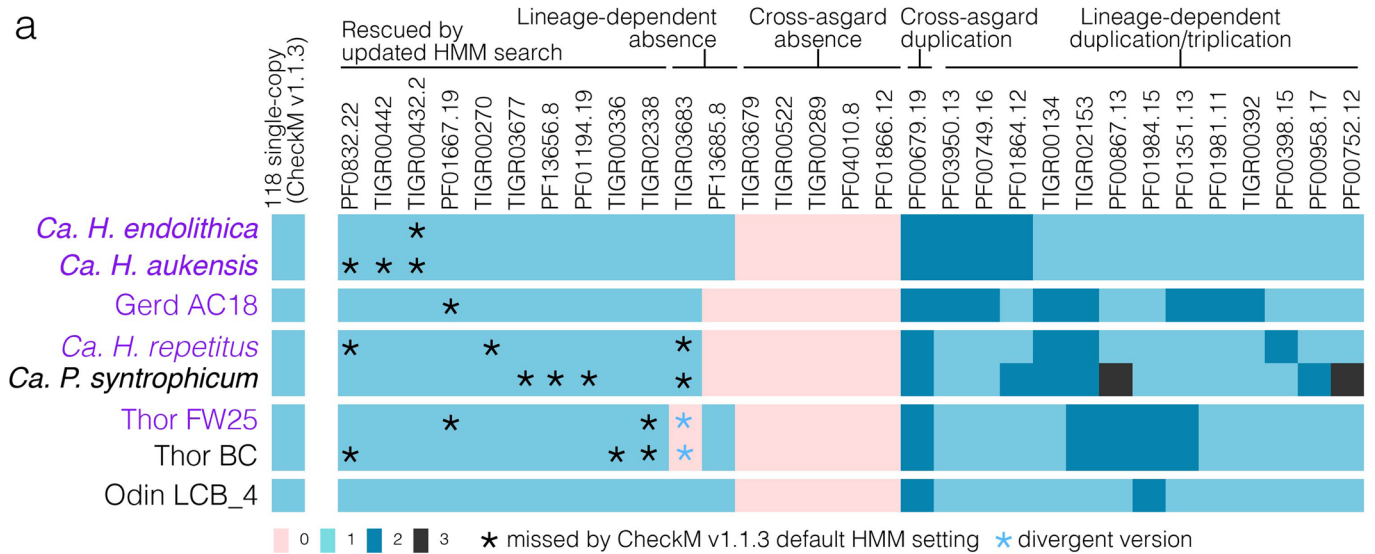 a
Rescued by
updated HMM search
Lineage-dependent
absence
Cross-asgard
absence
Cross-asgard
duplication
Lineage-dependent
duplication/triplication
118 single-copy
(CheckM v1.1.3)
PF0832.22
TIGR00442
TIGR00432.2
PF01667.19
TIGR00270
TIGR03677
PF13656.8
PF01194.19
TIGR00336
TIGR02338
TIGR03683
PF13685.8
TIGR03679
TIGR00522
TIGR00289
PF04010.8
PF01866.12
PF00679.19
PF03950.13
PF00749.16
PF01864.12
TIGR00134
TIGR02153
PF00867.13
PF01984.15
PF01351.13
PF01981.11
TIGR00392
PF00398.15
PF00958.17
PF00752.12
Ca. H. endolithica
*
Ca. H. aukensis
* * *
Gerd AC18
*
Ca. H. repetitus
* * *
Ca. P. syntrophicum
* * * *
Thor FW25
* * *
Thor BC
* * * *
Odin LCB_4
0 1 2 3 * missed by CheckM v1.1.3 default HMM setting * divergent version